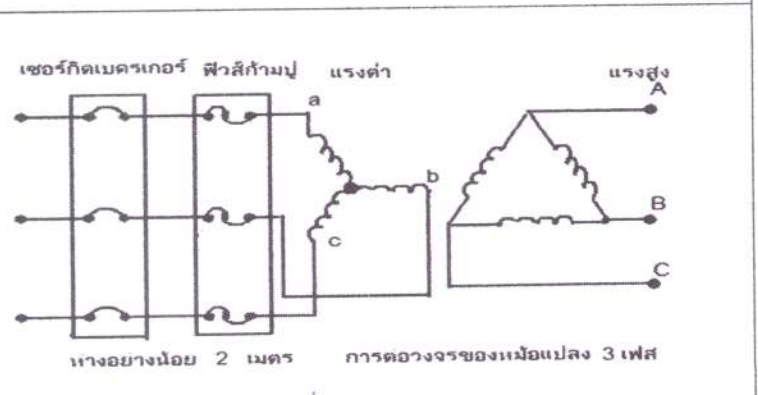 เซอร์กิตเบดรเกอร์ ฟิวส์ก้ามปู แรงต่ำ แรงสูง
A
a
b
B
c
C
ห่างอย่างน้อย 2 เมตร การต่อวงจรของหม้อแปลง 3 เฟส